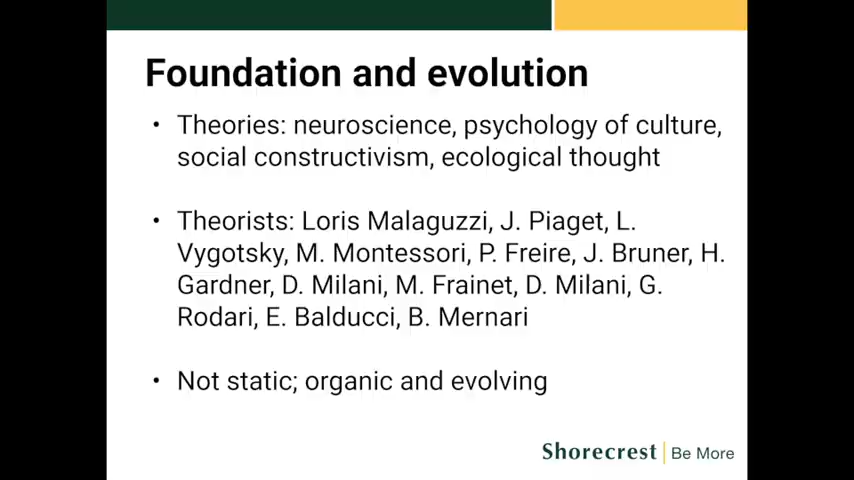 Foundation and evolution
• Theories: neuroscience, psychology of culture,
social constructivism, ecological thought
• Theorists: Loris Malaguzzi, J. Piaget, L.
Vygotsky, M. Montessori, P. Freire, J. Bruner, H.
Gardner, D. Milani, M. Frainet, D. Milani, G.
Rodari, E. Balducci, B. Mernari
• Not static; organic and evolving
Shorecrest | Be More